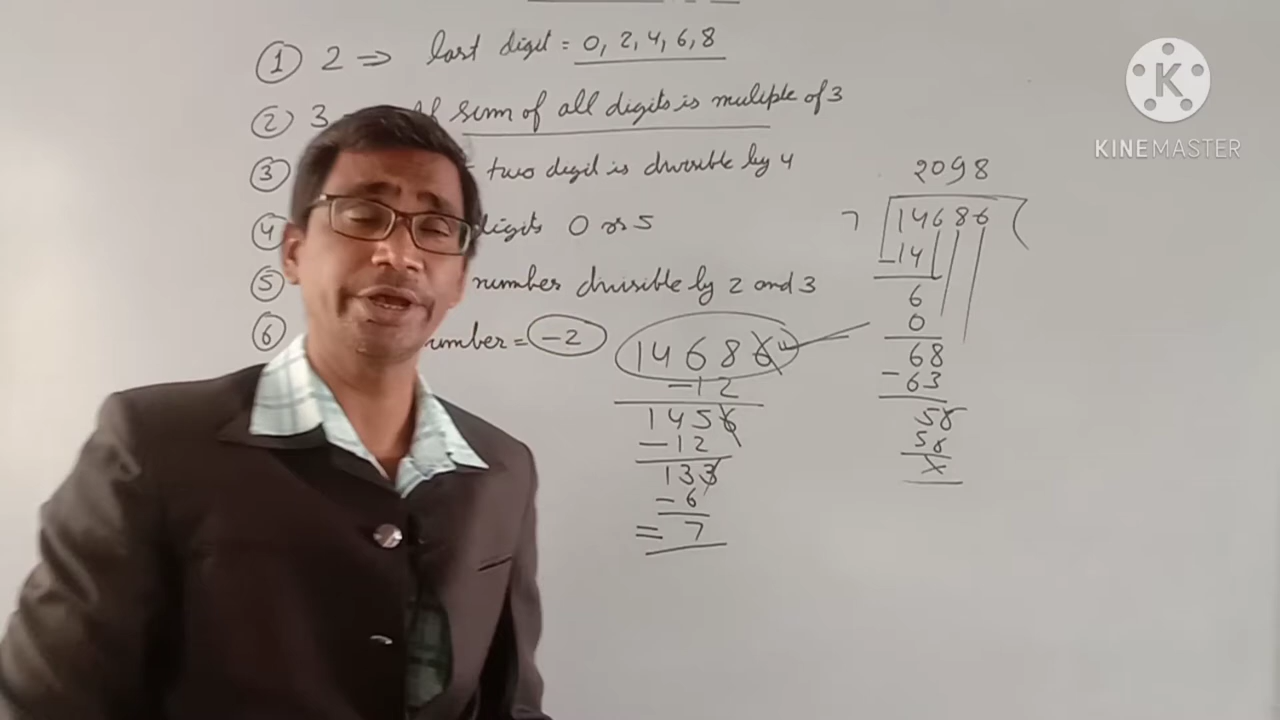 ① 2 ⇒ last digit = 0, 2, 4, 6, 8
② 3 If sum of all digits is muliple of 3
③ two digit is divisible by 4
④ digits 0 or 5
⑤ number divisible by 2 and 3
⑥ number = -2
14686
-12
1456
-12
133
-6
= 7
2098
7 14686
-14
6
0
68
-63
56
56
x
K
KINEMASTER